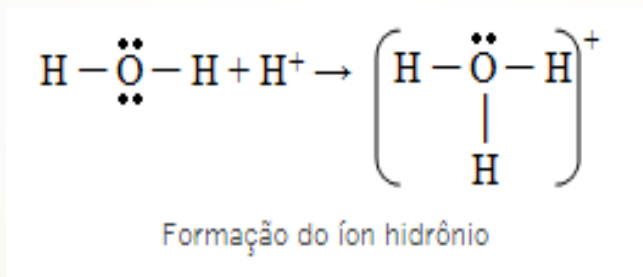 H – Ö – H + H⁺ → ( H – Ö – H )⁺
H
Formação do íon hidrônio